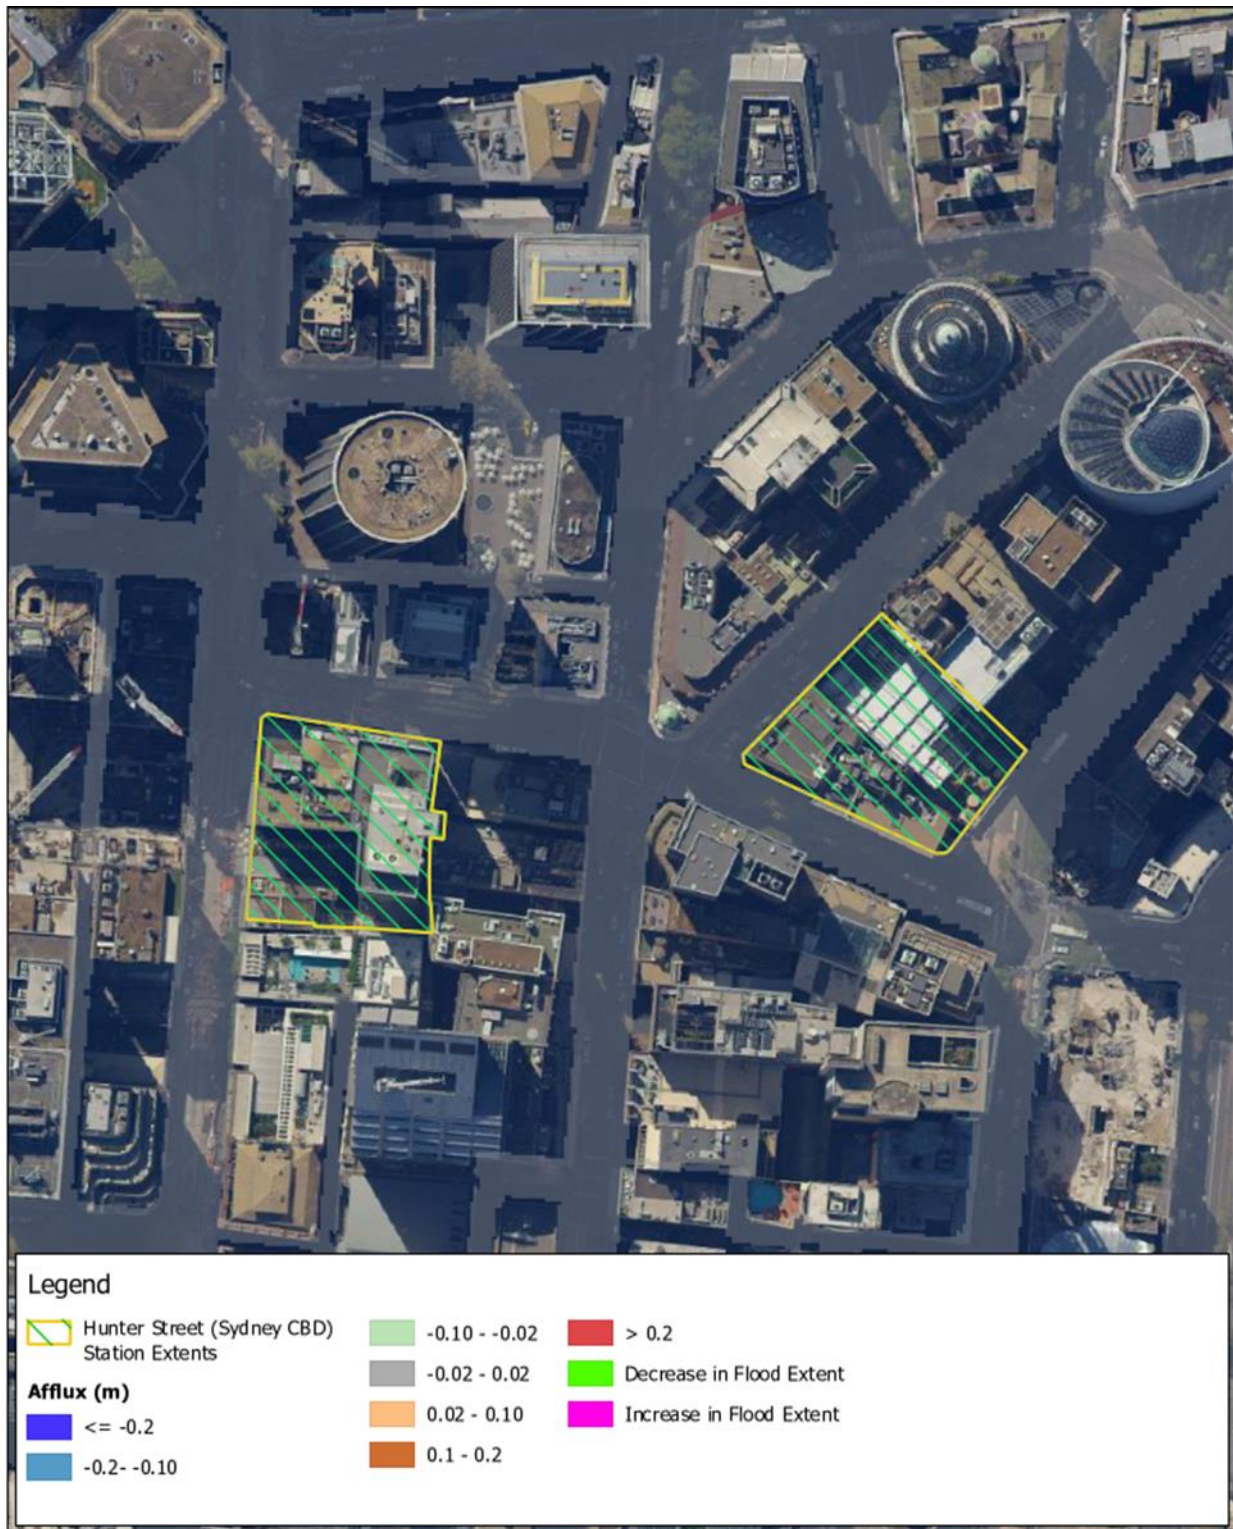 Legend
Hunter Street (Sydney CBD)
Station Extents
Afflux (m)
<= -0.2
-0.2- -0.10
-0.10 - -0.02
-0.02 - 0.02
0.02 - 0.10
0.1 - 0.2
> 0.2
Decrease in Flood Extent
Increase in Flood Extent